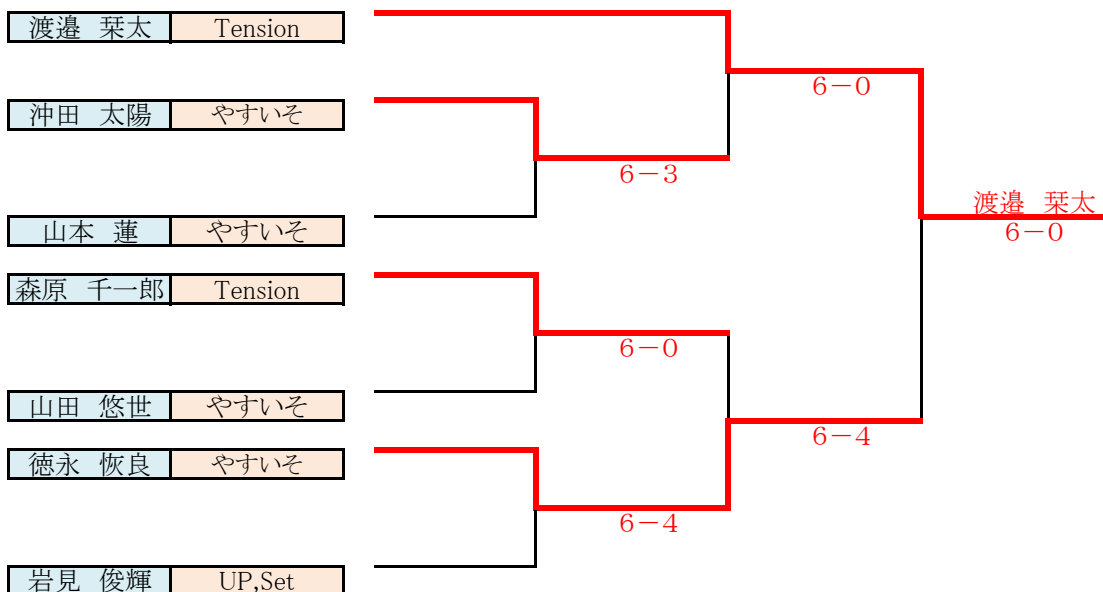 渡邉 栞太 Tension
6-0
沖田 太陽 やすいそ
6-3
渡邉 栞太
6-0
山本 蓮 やすいそ
森原 千一郎 Tension
6-0
山田 悠世 やすいそ
6-4
徳永 恢良 やすいそ
6-4
岩見 俊輝 UP,Set